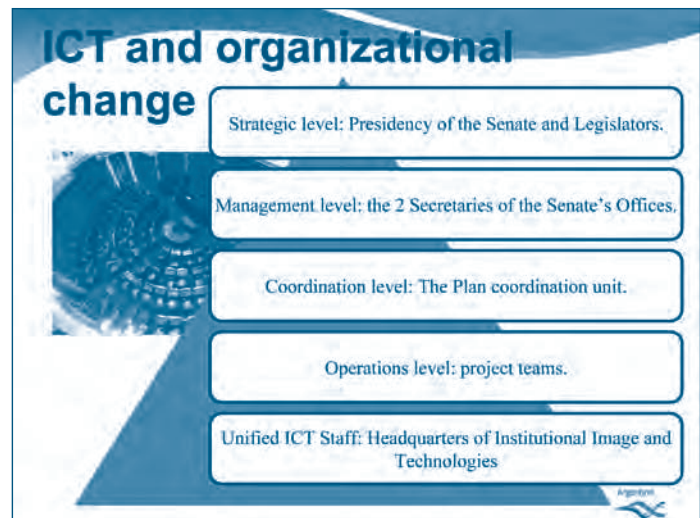 ICT and organizational
change
Strategic level: Presidency of the Senate and Legislators.
Management level: the 2 Secretaries of the Senate's Offices.
Coordination level: The Plan coordination unit.
Operations level: project teams.
Unified ICT Staff: Headquarters of Institutional Image and
Technologies
Argentina